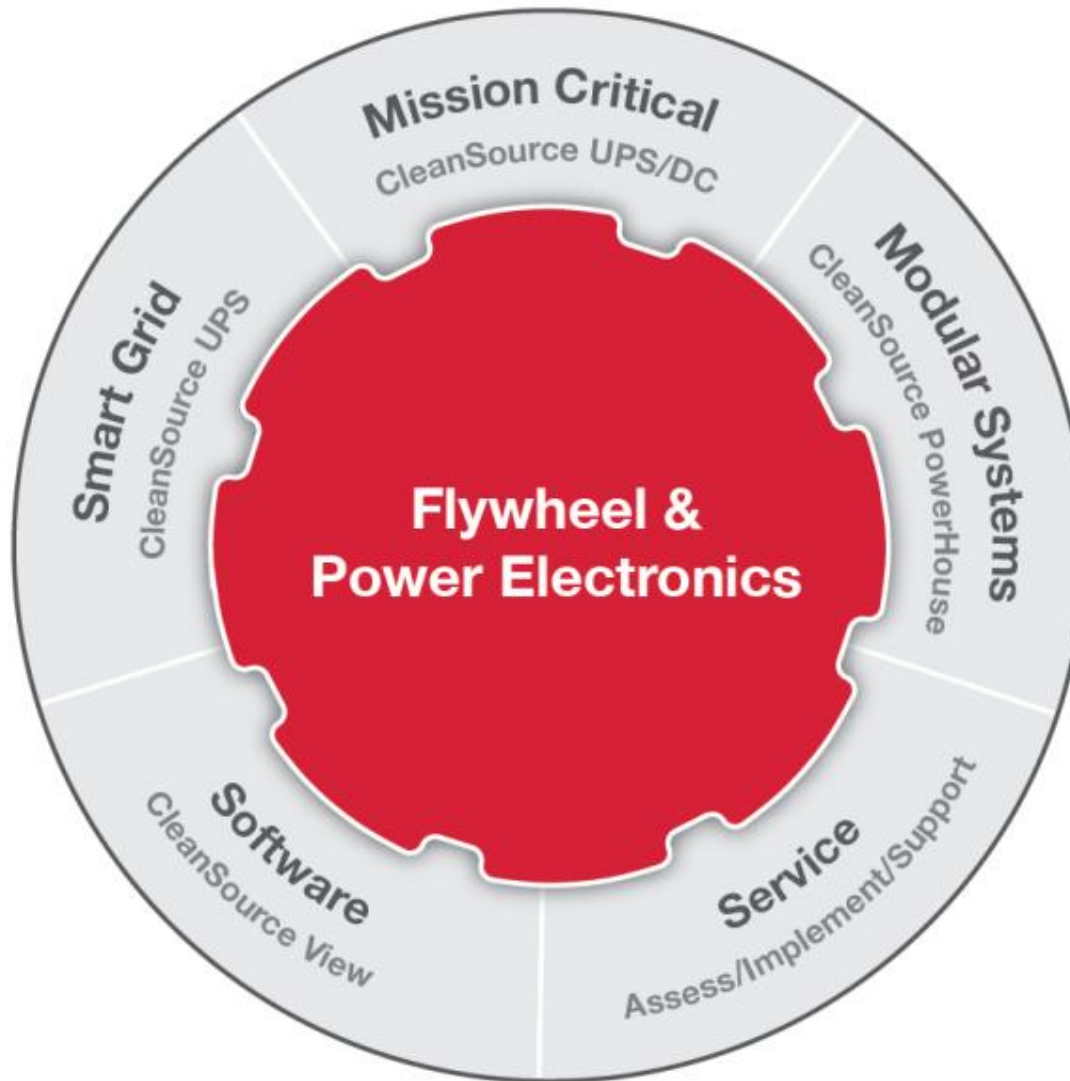 Mission Critical
CleanSource UPS/DC
Modular Systems
CleanSource PowerHouse
Service
Assess/Implement/Support
Software
CleanSource View
Smart Grid
CleanSource UPS
Flywheel &
Power Electronics